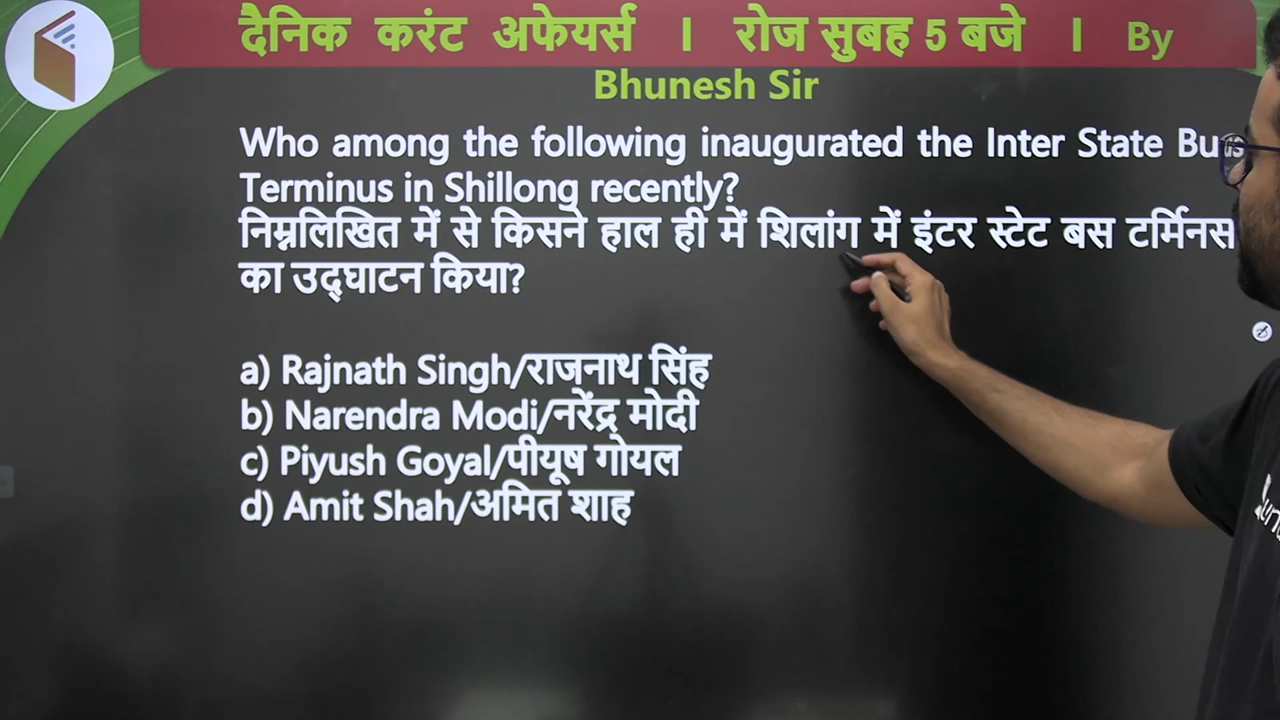 दैनिक करंट अफेयर्स । रोज सुबह 5 बजे । By
Bhunesh Sir
Who among the following inaugurated the Inter State Bus
Terminus in Shillong recently?
निम्नलिखित में से किसने हाल ही में शिलांग में इंटर स्टेट बस टर्मिनस
का उद्घाटन किया?
a) Rajnath Singh/राजनाथ सिंह
b) Narendra Modi/नरेंद्र मोदी
c) Piyush Goyal/पीयूष गोयल
d) Amit Shah/अमित शाह